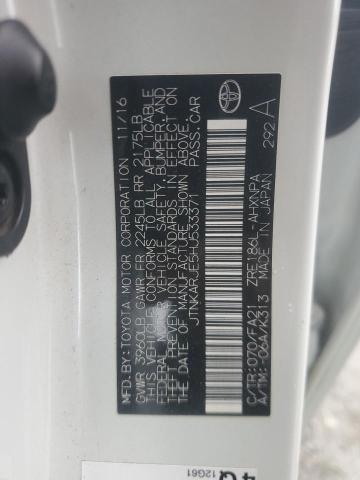 MFD. BY: TOYOTA MOTOR CORPORATION 11/16
GVWR 3960LB GAWR FR 2245LB RR 2175LB
THIS VEHICLE CONFORMS TO ALL APPLICABLE
FEDERAL MOTOR VEHICLE SAFETY, BUMPER, AND
THEFT PREVENTION STANDARDS IN EFFECT ON
THE DATE OF MANUFACTURE SHOWN ABOVE.
JTNKARJE5HJ533371 PASS.CAR
C/TR:070/FA21 ZRE186L-AHXNPA
A/TM:-06A/K313 MADE IN JAPAN 292 A
4Q
12G61